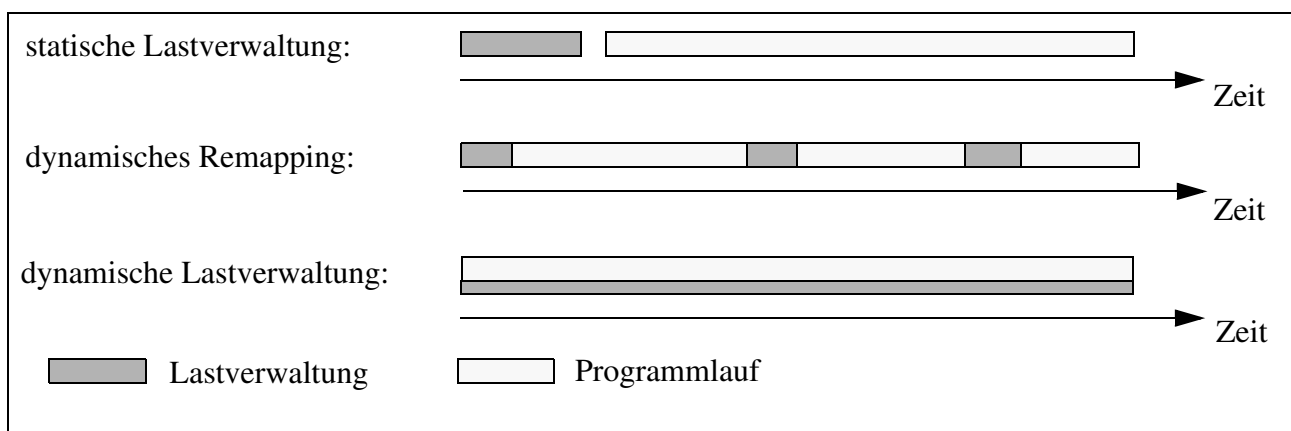 statische Lastverwaltung:
Zeit
dynamisches Remapping:
Zeit
dynamische Lastverwaltung:
Zeit
Lastverwaltung
Programmlauf